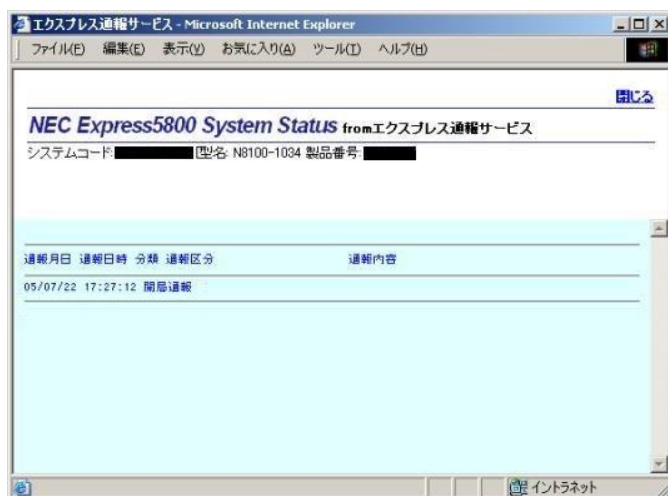 エクスプレス通報サービス - Microsoft Internet Explorer
ファイル(F) 編集(E) 表示(V) お気に入り(A) ツール(T) ヘルプ(H)
閉じる
NEC Express5800 System Status fromエクスプレス通報サービス
システムコード: 型名: N8100-1034 製品番号:
通報月日 通報日時 分類 通報区分 通報内容
05/07/22 17:27:12 開局通報
イントラネット